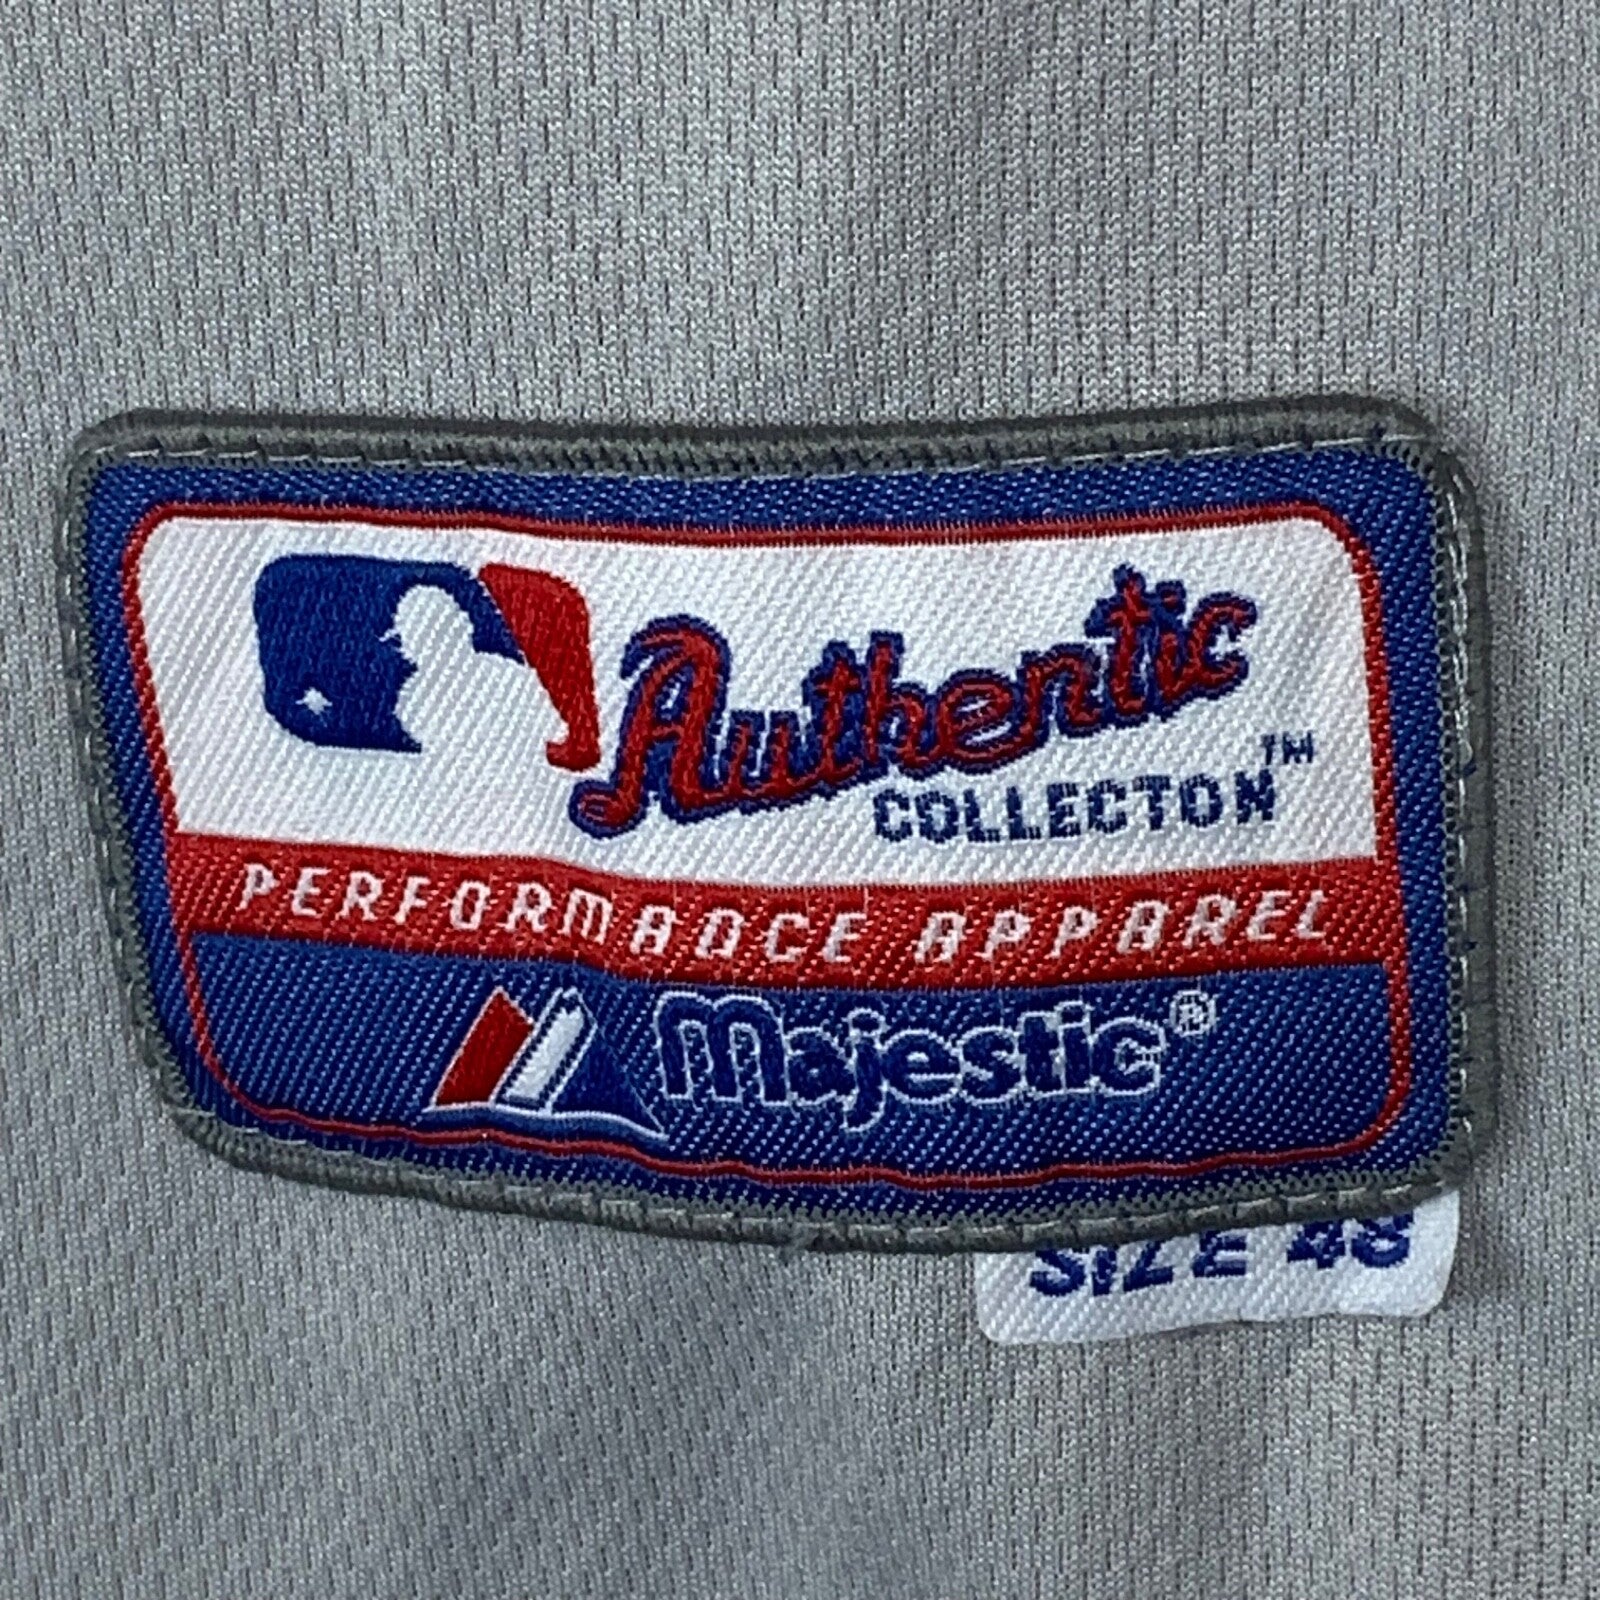 Authentic
COLLECTON™
PERFORMANCE APPAREL
Majestic®
SIZE 48